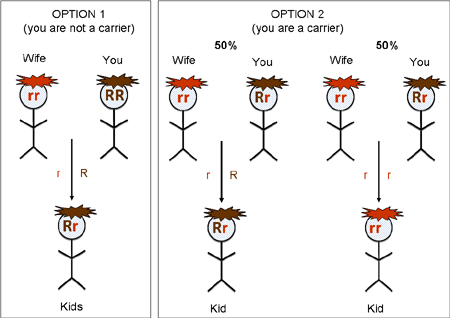 OPTION 1
(you are not a carrier)
Wife
You
rr
RR
r
R
Rr
Kids
OPTION 2
(you are a carrier)
50%
Wife
You
rr
Rr
r
R
Rr
Kid
50%
Wife
You
rr
Rr
r
r
rr
Kid